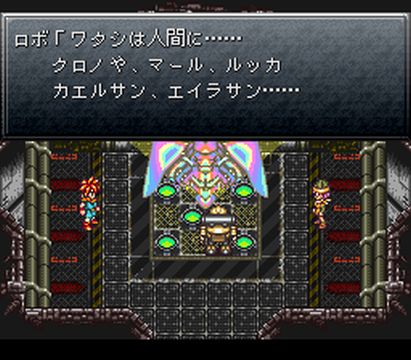 ロボ「ワタシは人間に……
クロノや、マール、ルッカ
カエルサン、エイラサン……